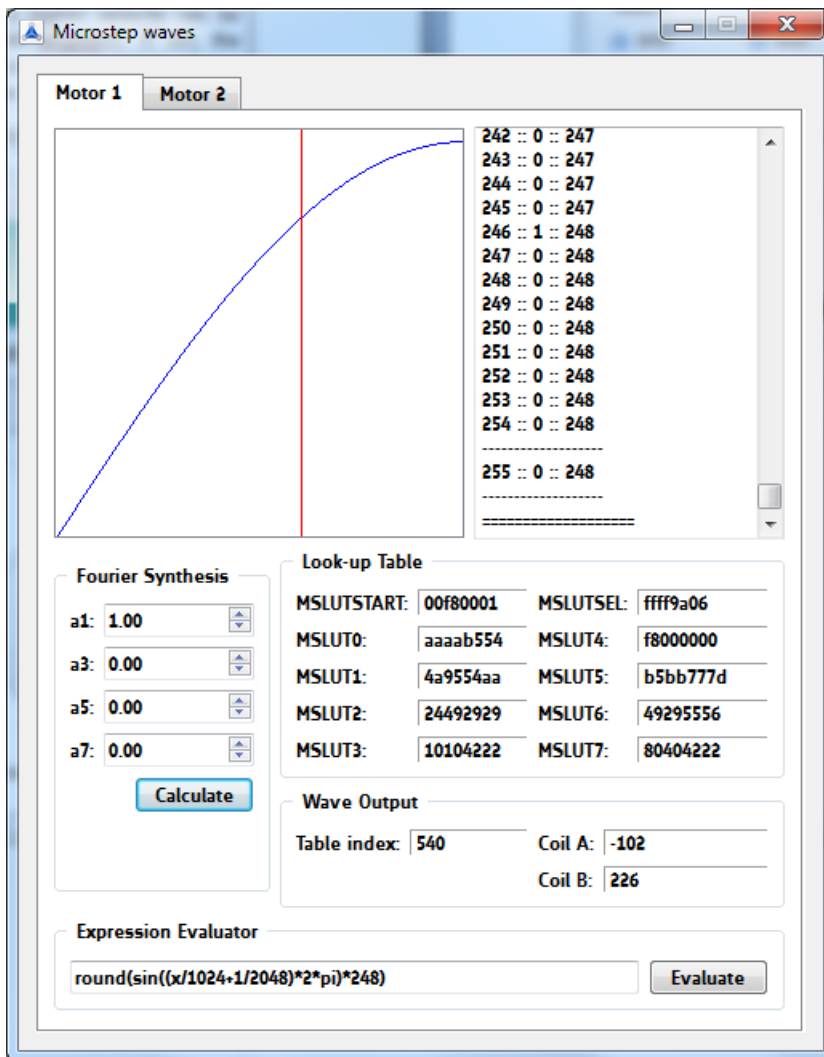 Microstep waves
Motor 1 Motor 2
242 :: 0 :: 247
243 :: 0 :: 247
244 :: 0 :: 247
245 :: 0 :: 247
246 :: 1 :: 248
247 :: 0 :: 248
248 :: 0 :: 248
249 :: 0 :: 248
250 :: 0 :: 248
251 :: 0 :: 248
252 :: 0 :: 248
253 :: 0 :: 248
254 :: 0 :: 248
-------------------
255 :: 0 :: 248
-------------------
===================
Fourier Synthesis
a1: 1.00
a3: 0.00
a5: 0.00
a7: 0.00
Calculate
Look-up Table
MSLUTSTART: 00f80001 MSLUTSEL: ffff9a06
MSLUT0: aaaab554 MSLUT4: f8000000
MSLUT1: 4a9554aa MSLUT5: b5bb777d
MSLUT2: 24492929 MSLUT6: 49295556
MSLUT3: 10104222 MSLUT7: 80404222
Wave Output
Table index: 540 Coil A: -102
Coil B: 226
Expression Evaluator
round(sin((x/1024+1/2048)*2*pi)*248) Evaluate